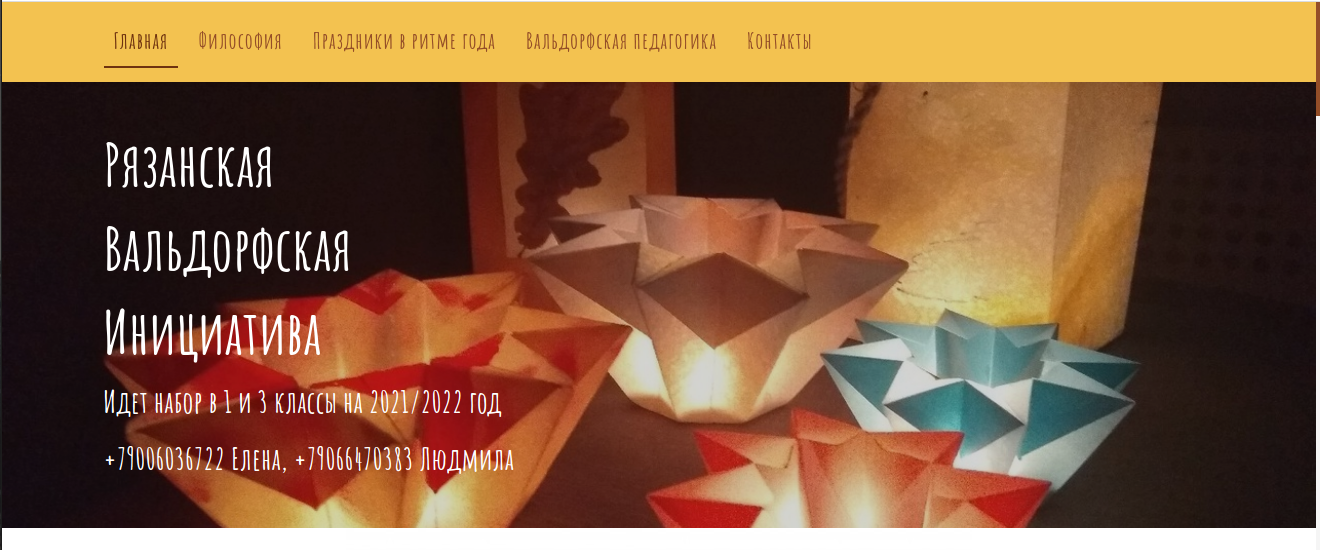 Главная Философия Праздники в ритме года Вальдорфская педагогика Контакты
Рязанская
Вальдорфская
Инициатива
Идет набор в 1 и 3 классы на 2021/2022 год
+79006036722 Елена, +79066470383 Людмила